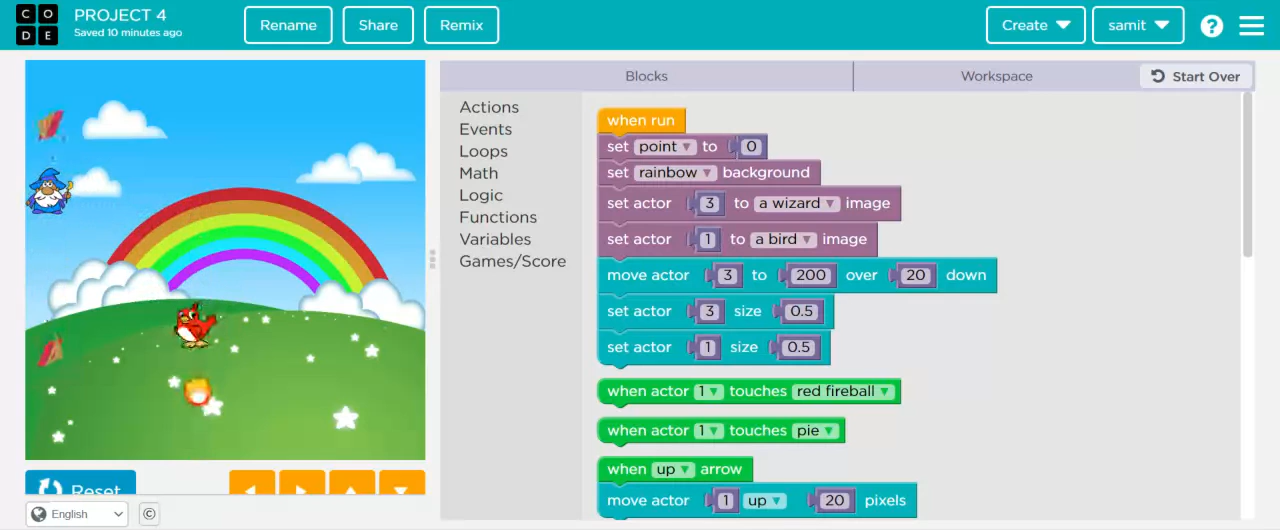 CODE
PROJECT 4
Saved 10 minutes ago
Rename
Share
Remix
Create
samit
?
Blocks
Workspace
Start Over
Actions
Events
Loops
Math
Logic
Functions
Variables
Games/Score
when run
set point to 0
set rainbow background
set actor 3 to a wizard image
set actor 1 to a bird image
move actor 3 to 200 over 20 down
set actor 3 size 0.5
set actor 1 size 0.5
when actor 1 touches red fireball
when actor 1 touches pie
when up arrow
move actor 1 up 20 pixels
Reset
English
©